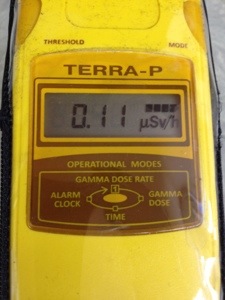 THRESHOLD MODE
TERRA-P
0.11 µSv/h
OPERATIONAL MODES
GAMMA DOSE RATE
ALARM CLOCK
GAMMA DOSE
TIME